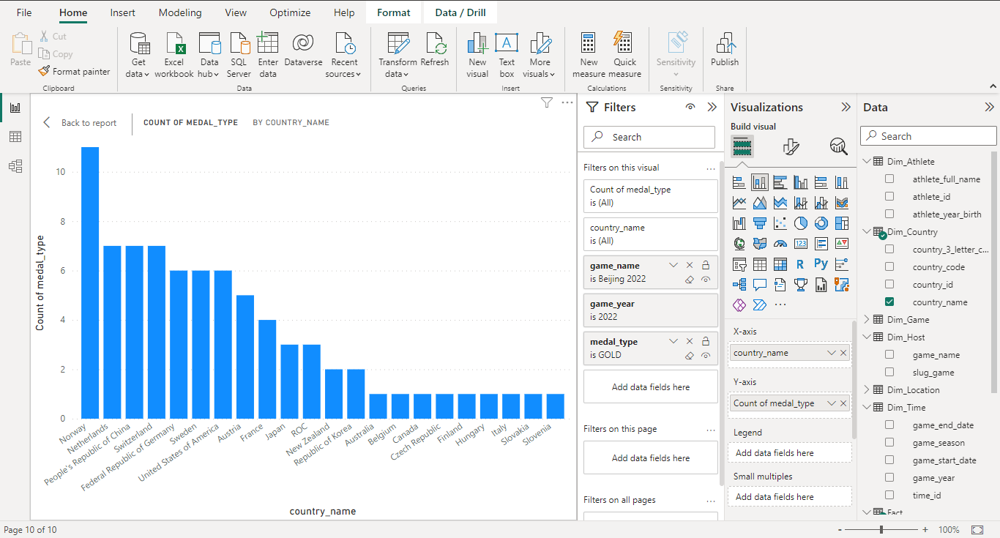 File Home Insert Modeling View Optimize Help Format Data / Drill
Paste
Cut
Copy
Format painter
Clipboard
Get data
Excel workbook
Data hub
SQL Server
Enter data
Dataverse
Recent sources
Data
Transform data
Refresh
Queries
New visual
Text box
More visuals
Insert
New measure
Quick measure
Calculations
Sensitivity
Sensitivity
Publish
Share
Back to report
COUNT OF MEDAL_TYPE BY COUNTRY_NAME
Count of medal_type
10
8
6
4
2
0
Norway
Netherlands
People's Republic of China
Switzerland
Federal Republic of Germany
Sweden
United States of America
Austria
France
Japan
ROC
New Zealand
Republic of Korea
Australia
Belgium
Canada
Czech Republic
Finland
Hungary
Italy
Slovakia
Slovenia
country_name
Filters
Search
Filters on this visual ...
Count of medal_type
is (All)
country_name
is (All)
game_name
is Beijing 2022
game_year
is 2022
medal_type
is GOLD
Add data fields here
Filters on this page ...
Add data fields here
Filters on all pages ...
Visualizations
Build visual
123
R Py
...
X-axis
country_name
Y-axis
Count of medal_type
Legend
Add data fields here
Small multiples
Add data fields here
Data
Search
Dim_Athlete
athlete_full_name
athlete_id
athlete_year_birth
Dim_Country
country_3_letter_c...
country_code
country_id
country_name
Dim_Game
Dim_Host
game_name
slug_game
Dim_Location
Dim_Time
game_end_date
game_season
game_start_date
game_year
time_id
Fact
Page 10 of 10
- + 100%